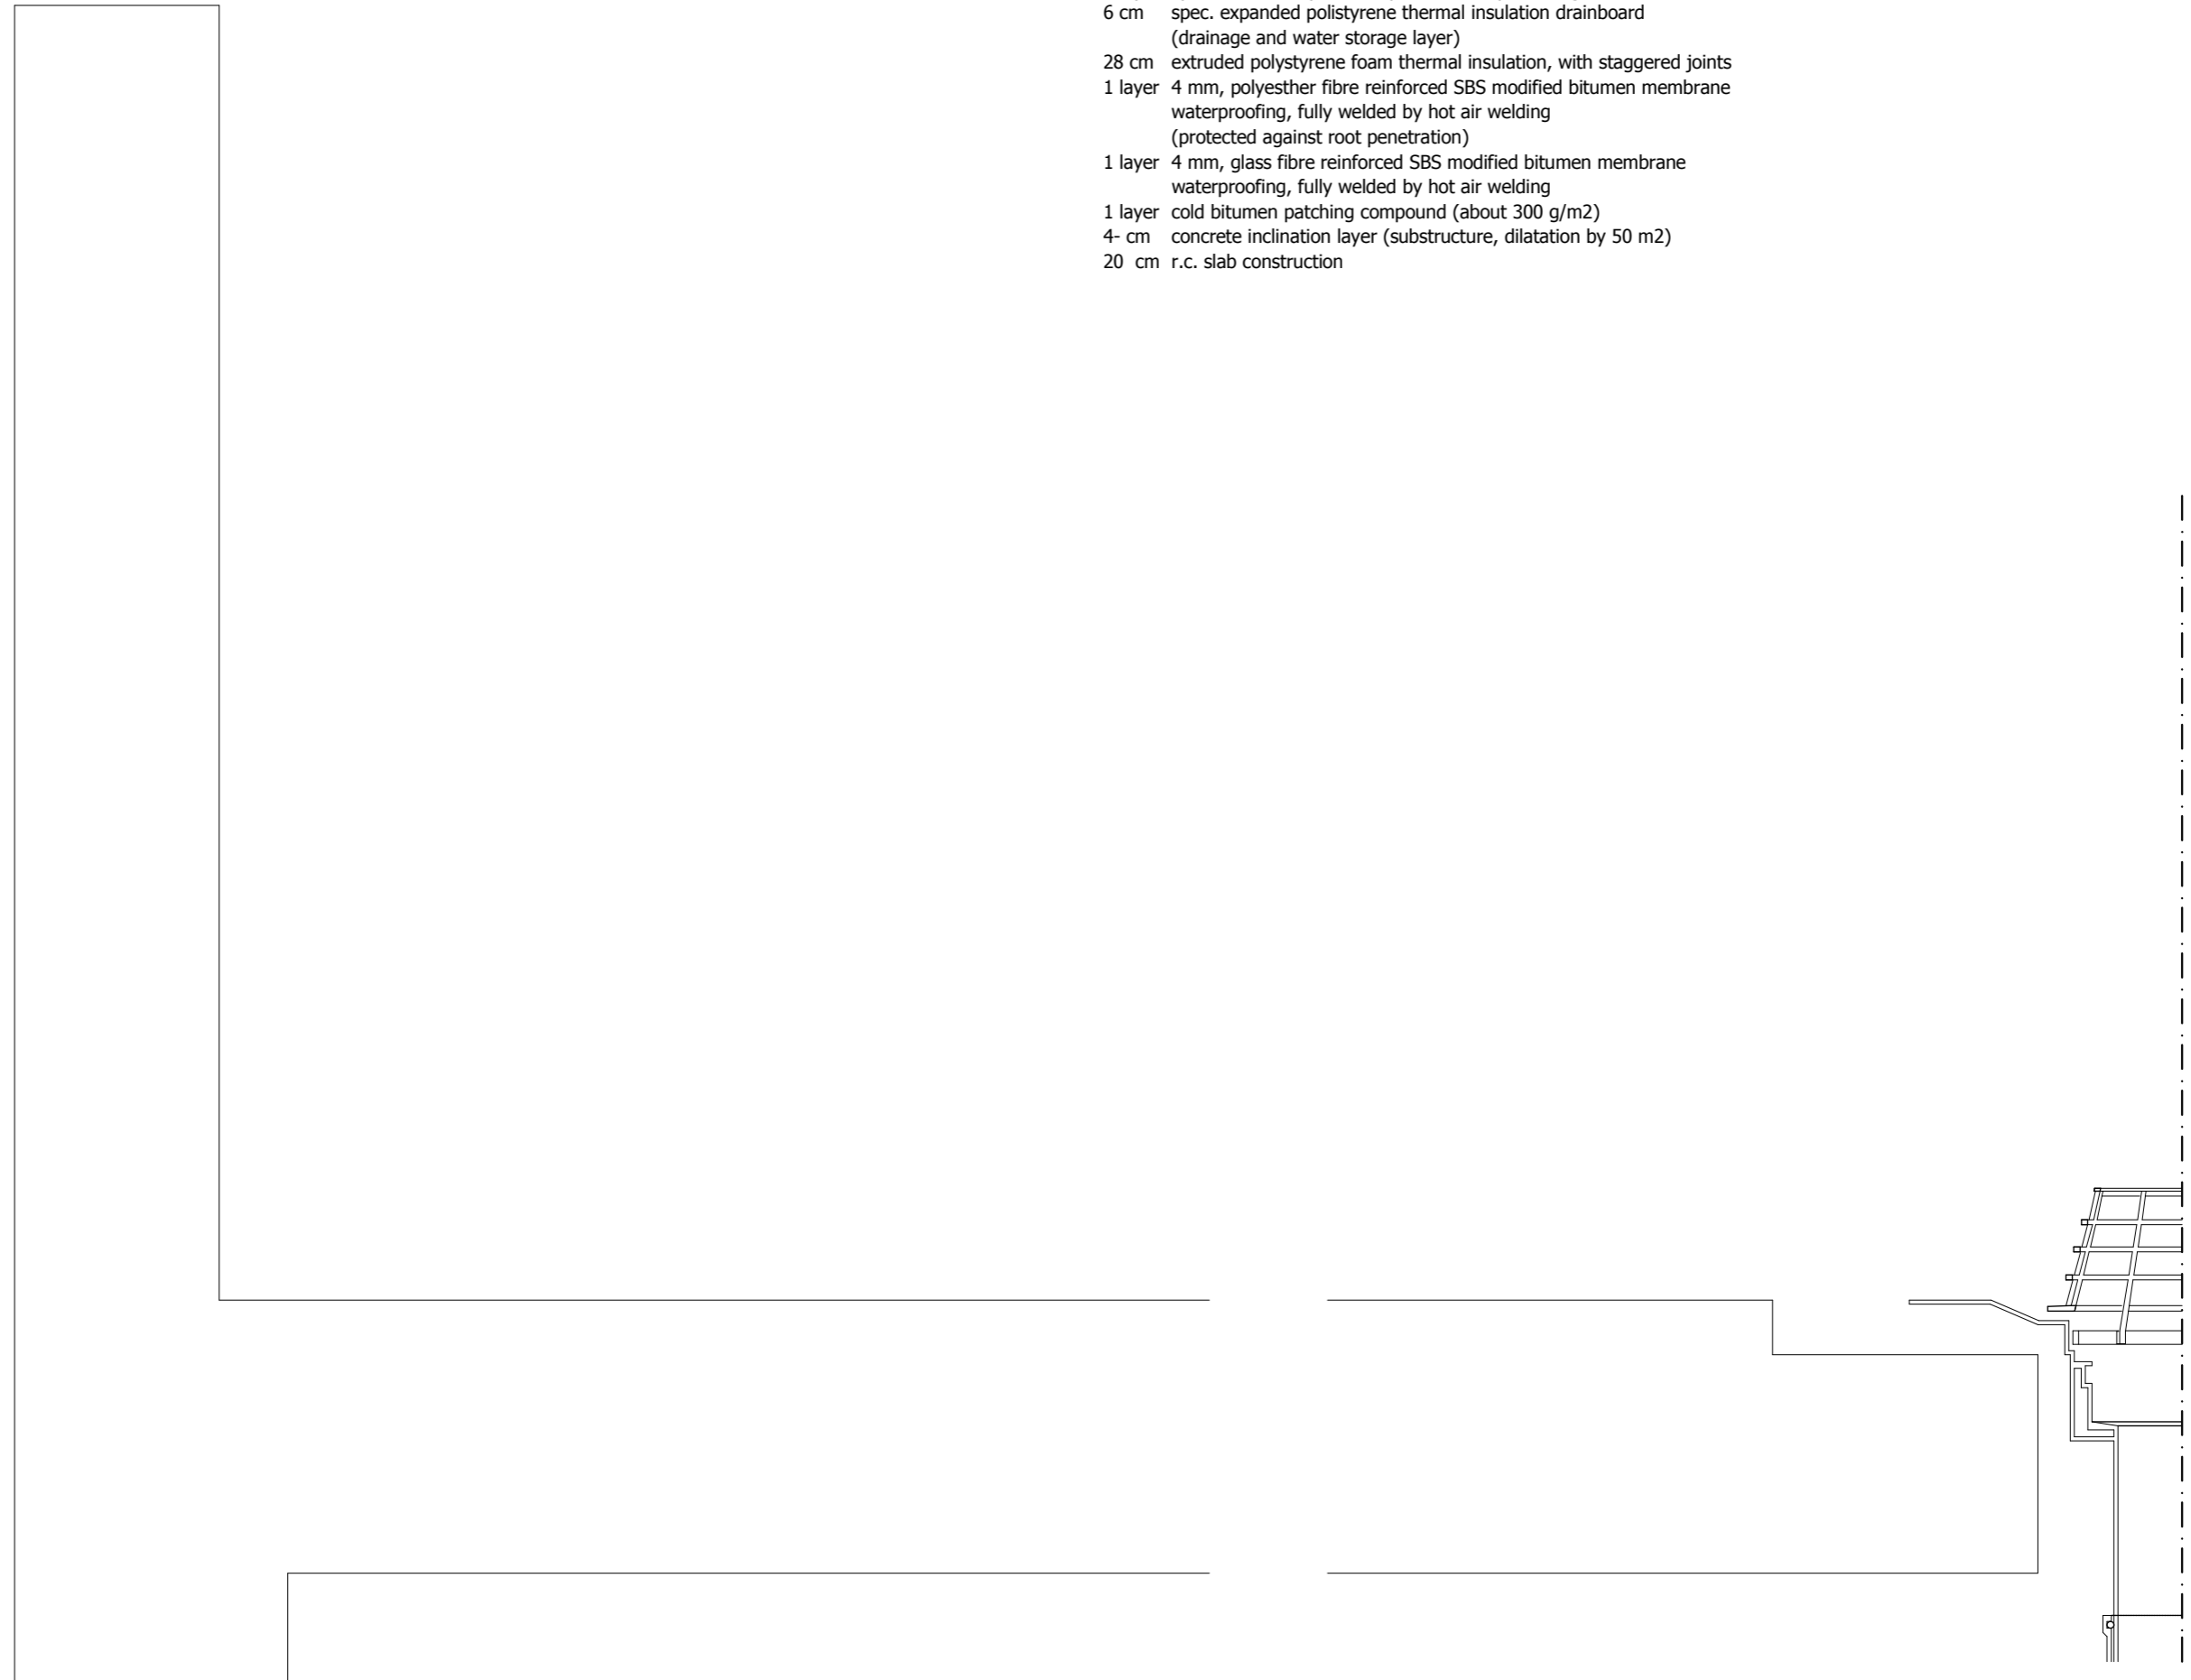 6 cm spec. expanded polistyrene thermal insulation drainboard
(drainage and water storage layer)
28 cm extruded polystyrene foam thermal insulation, with staggered joints
1 layer 4 mm, polyesther fibre reinforced SBS modified bitumen membrane
waterproofing, fully welded by hot air welding
(protected against root penetration)
1 layer 4 mm, glass fibre reinforced SBS modified bitumen membrane
waterproofing, fully welded by hot air welding
1 layer cold bitumen patching compound (about 300 g/m2)
4- cm concrete inclination layer (substructure, dilatation by 50 m2)
20 cm r.c. slab construction